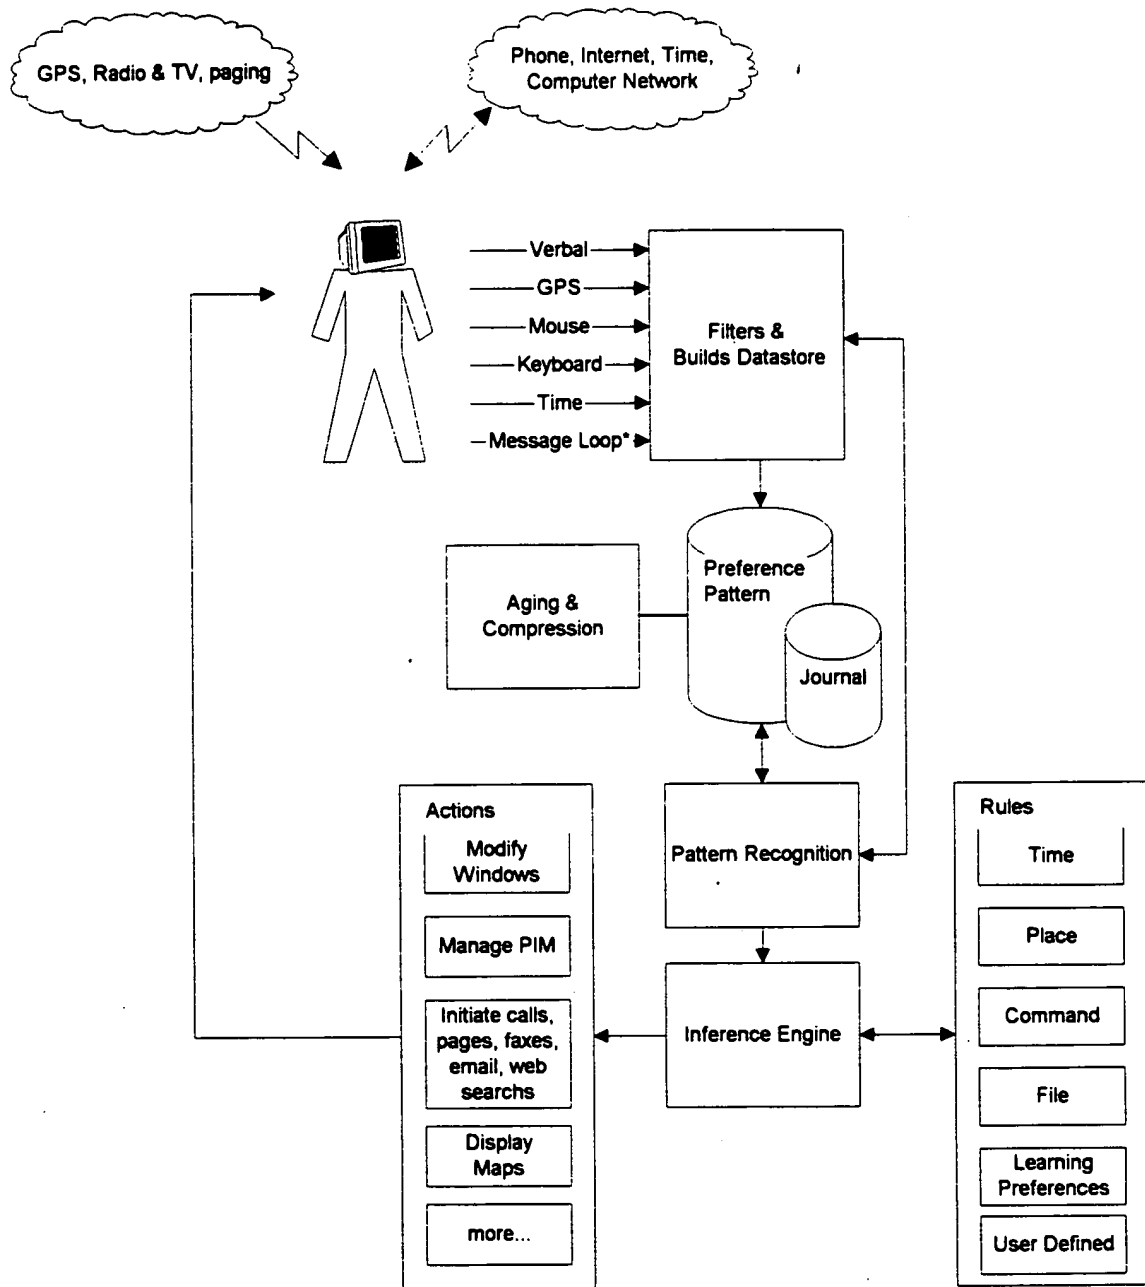 GPS, Radio & TV, paging
Phone, Internet, Time,
Computer Network
Verbal
GPS
Mouse
Keyboard
Time
Message Loop*
Filters &
Builds Datastore
Aging &
Compression
Preference
Pattern
Journal
Actions
Modify
Windows
Manage PIM
Initiate calls,
pages, faxes,
email, web
searchs
Display
Maps
more...
Pattern Recognition
Inference Engine
Rules
Time
Place
Command
File
Learning
Preferences
User Defined